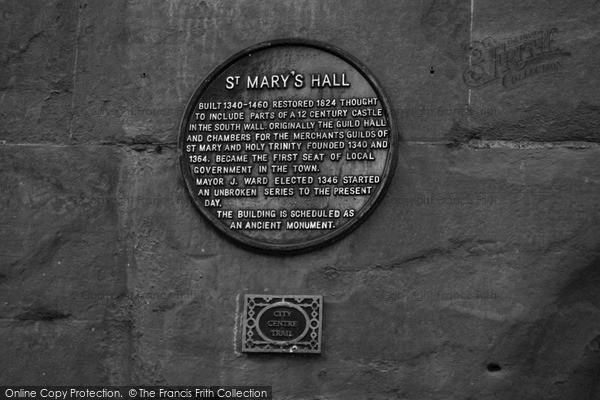 ST MARY'S HALL
BUILT 1340-1460 RESTORED 1824 THOUGHT
TO INCLUDE PARTS OF A 12 CENTURY CASTLE
IN THE SOUTH WALL. ORIGINALLY THE GUILD HALL
AND CHAMBERS FOR THE MERCHANTS GUILDS OF
ST MARY AND HOLY TRINITY FOUNDED 1340 AND
1364. BECAME THE FIRST SEAT OF LOCAL
GOVERNMENT IN THE TOWN.
MAYOR J. WARD ELECTED 1346 STARTED
AN UNBROKEN SERIES TO THE PRESENT
DAY.
THE BUILDING IS SCHEDULED AS
AN ANCIENT MONUMENT.
CITY
CENTRE
TRAIL
THE FRANCIS
FRITH
COLLECTION
Online Copy Protection. © The Francis Frith Collection